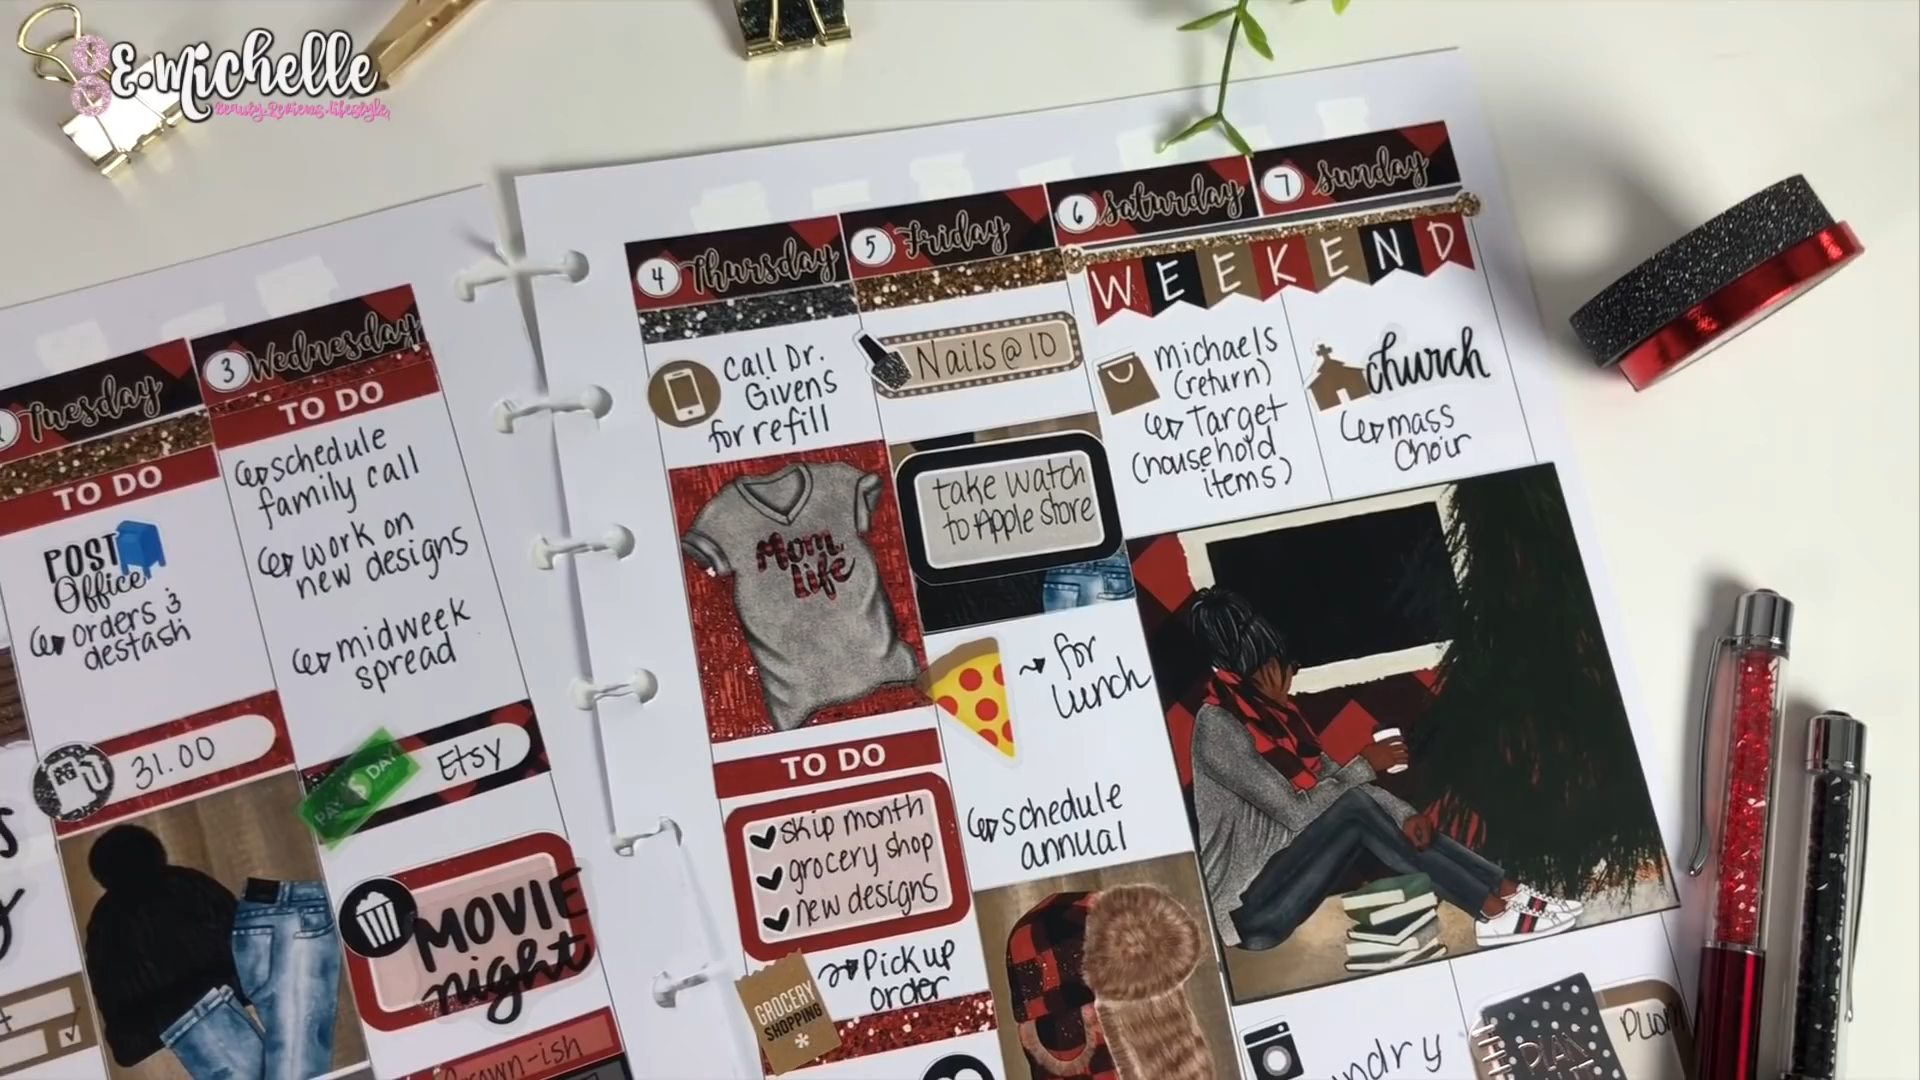 E.Michelle
Beauty.Reviews.Lifestyle
Tuesday
TO DO
POST
Office
orders &
destash
31.00
3 Wednesday
TO DO
schedule
family call
work on
new designs
midweek
spread
PAY DAY
Etsy
MOVIE
night
4 Thursday
Call Dr.
Givens
for refill
Mom
Life
TO DO
skip month
grocery shop
new designs
GROCERY
SHOPPING
Pick up
order
5 Friday
Nails @ 10
take watch
to Apple Store
for
lunch
schedule
annual
6 Saturday
7 Sunday
WEEKEND
michaels
(return)
Target
(household
items)
church
mass
Choir
PLAN